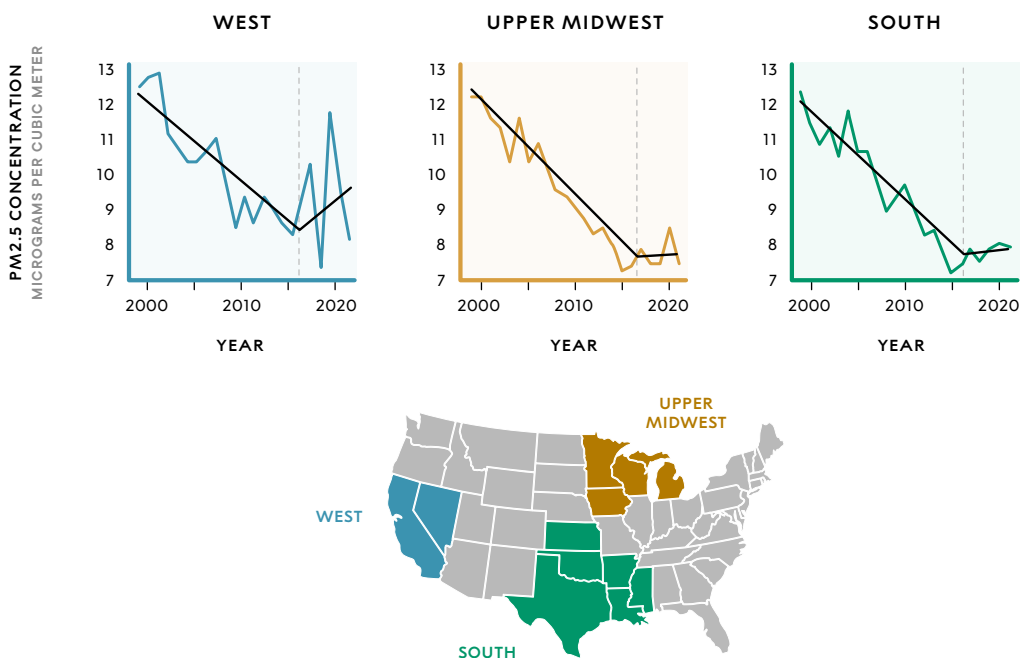 WEST
UPPER MIDWEST
SOUTH
PM2.5 CONCENTRATION
MICROGRAMS PER CUBIC METER
13
12
11
10
9
8
7
2000
2010
2020
YEAR
13
12
11
10
9
8
7
2000
2010
2020
YEAR
13
12
11
10
9
8
7
2000
2010
2020
YEAR
UPPER
MIDWEST
WEST
SOUTH